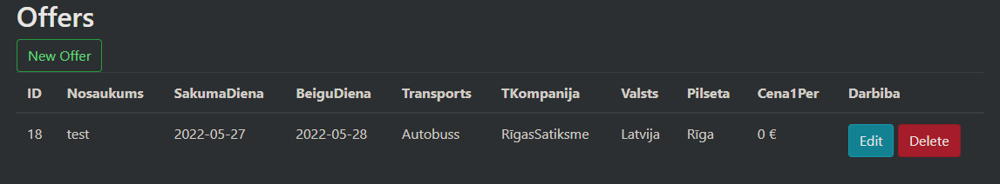 Offers
New Offer
ID Nosaukums SakumaDiena BeiguDiena Transports TKompanija Valsts Pilseta Cena1Per Darbiba
18 test 2022-05-27 2022-05-28 Autobuss RīgasSatiksme Latvija Rīga 0 € Edit Delete